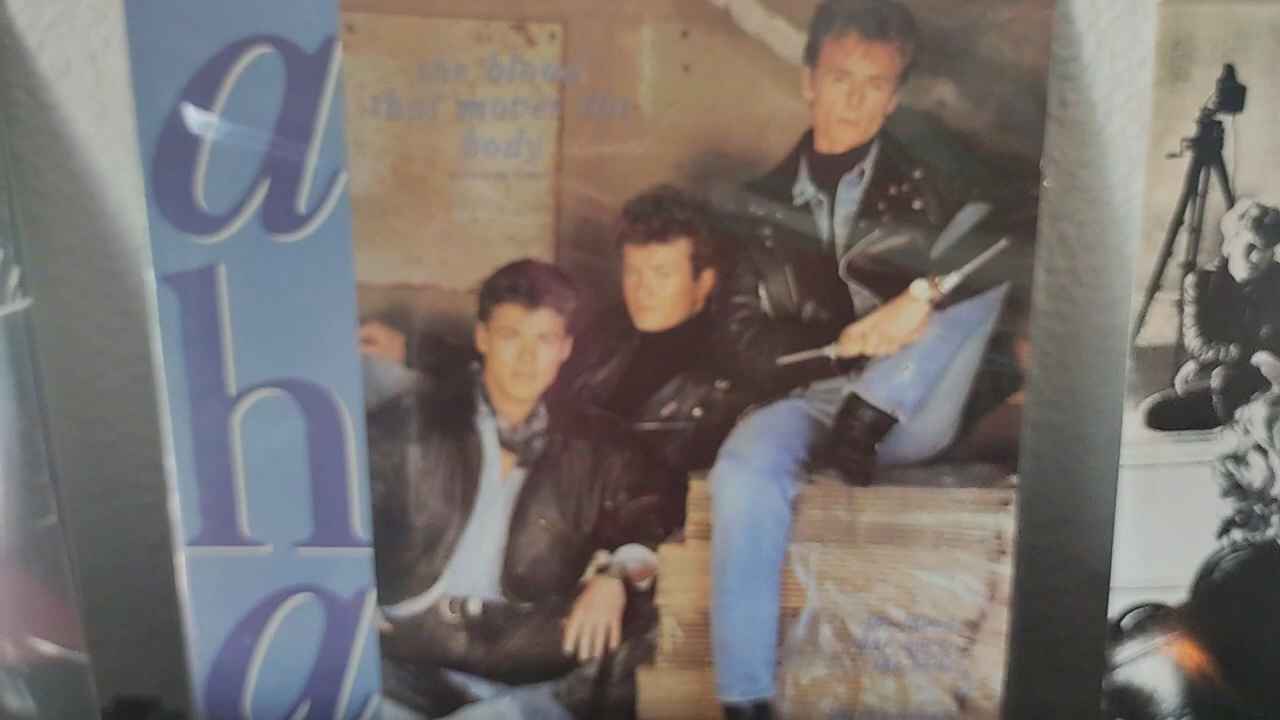 a
h
a
the blood
that moves the
body